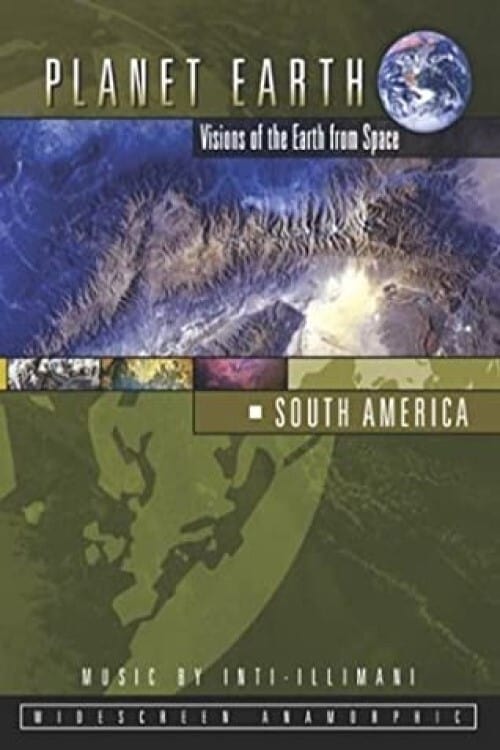 PLANET EARTH
Visions of the Earth from Space
SOUTH AMERICA
MUSIC BY INTI-ILLIMANI
WIDESCREEN ANAMORPHIC